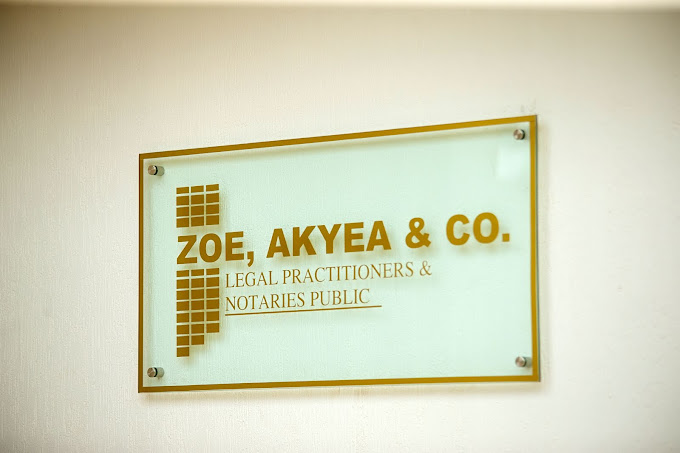 ZOE, AKYEA & CO.
LEGAL PRACTITIONERS &
NOTARIES PUBLIC